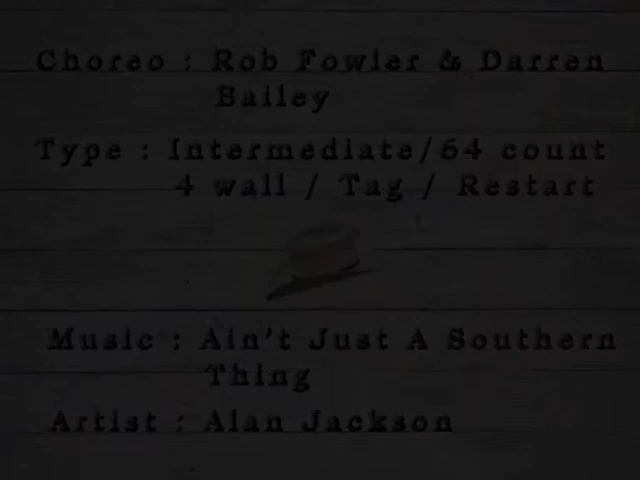 Choreo : Rob Fowler & Darren
Bailey
Type : Intermediate/64 count
4 wall / Tag / Restart
Music : Ain't Just A Southern
Thing
Artist : Alan Jackson